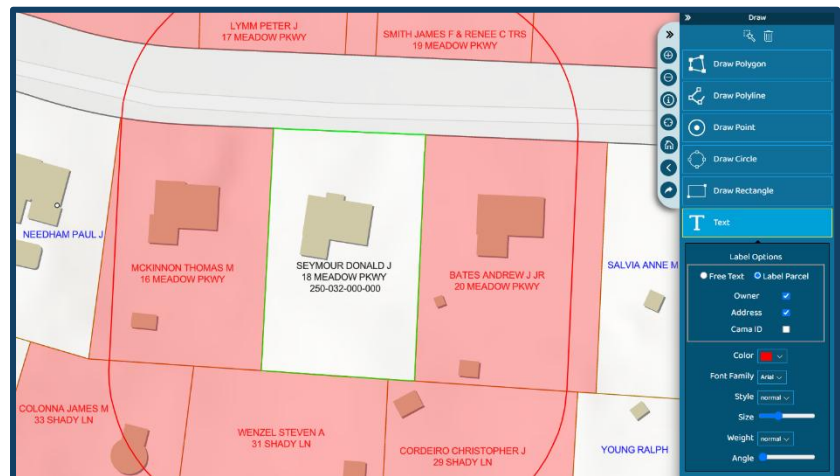 LYMM PETER J
17 MEADOW PKWY
SMITH JAMES F & RENEE C TRS
19 MEADOW PKWY
NEEDHAM PAUL J
MCKINNON THOMAS M
16 MEADOW PKWY
SEYMOUR DONALD J
18 MEADOW PKWY
250-032-000-000
BATES ANDREW J JR
20 MEADOW PKWY
SALVIA ANNE M
COLONNA JAMES M
33 SHADY LN
WENZEL STEVEN A
31 SHADY LN
CORDEIRO CHRISTOPHER J
29 SHADY LN
YOUNG RALPH
Draw
Draw Polygon
Draw Polyline
Draw Point
Draw Circle
Draw Rectangle
T Text
Label Options
Free Text Label Parcel
Owner
Address
Cama ID
Color
Font Family Arial
Style normal
Size
Weight normal
Angle